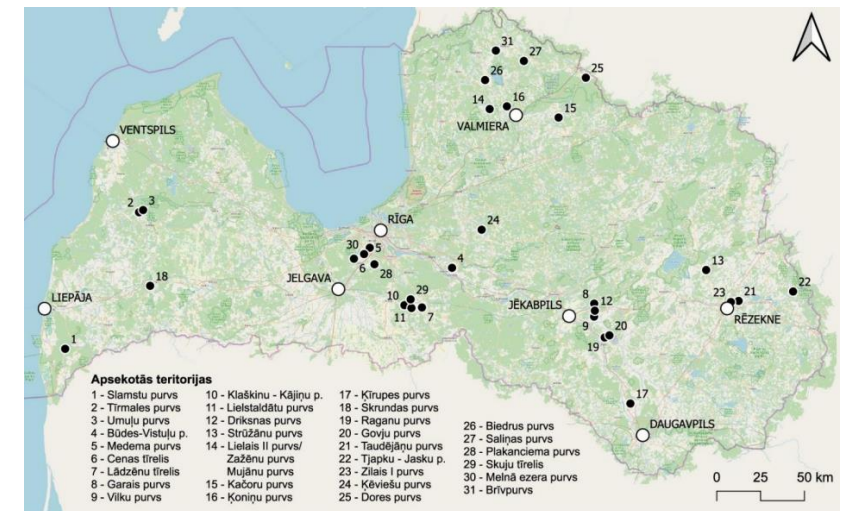 31
27
26
25
14
16
15
VALMIERA
VENTSPILS
2
3
RĪGA
24
30
5
6
28
4
13
18
JELGAVA
29
10
11
7
8
12
9
JĒKABPILS
19
20
23
21
22
RĒZEKNE
LIEPĀJA
1
17
DAUGAVPILS
Apsekotās teritorijas
1 - Slamstu purvs
2 - Tīrmales purvs
3 - Umuļu purvs
4 - Būdes-Vistuļu p.
5 - Medema purvs
6 - Cenas tīrelis
7 - Lādzēnu tīrelis
8 - Garais purvs
9 - Vilku purvs
10 - Klaškinu - Kājiņu p.
11 - Lielstaldātu purvs
12 - Driksnas purvs
13 - Strūžānu purvs
14 - Lielais II purvs/
Zažēnu purvs
Mujānu purvs
15 - Kačoru purvs
16 - Ķoniņu purvs
17 - Ķīrupes purvs
18 - Skrundas purvs
19 - Raganu purvs
20 - Govju purvs
21 - Taudējāņu purvs
22 - Tjapku - Jasku p.
23 - Zilais I purvs
24 - Ķēviešu purvs
25 - Dores purvs
26 - Biedrus purvs
27 - Saliņas purvs
28 - Plakanciema purvs
29 - Skuju tīrelis
30 - Melnā ezera purvs
31 - Brīvpurvs
0 25 50 km